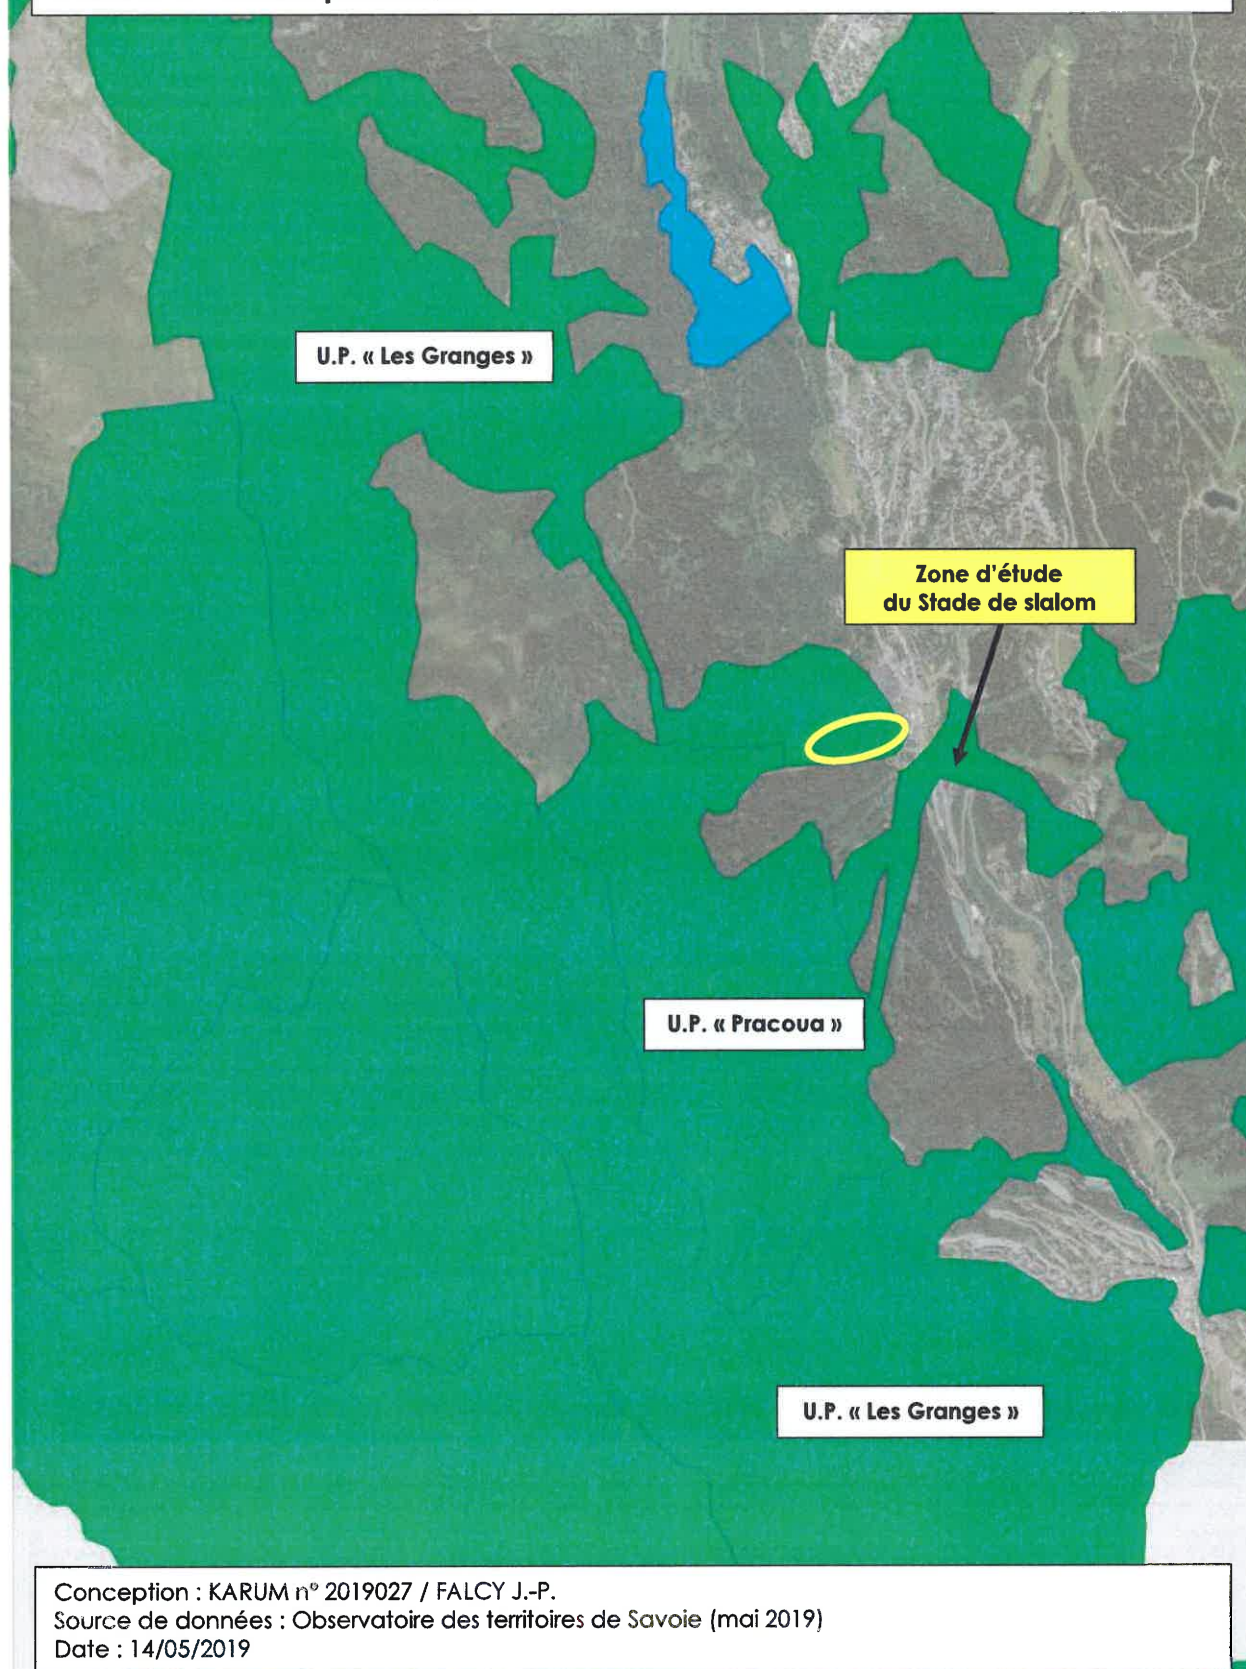 U.P. « Les Granges »
Zone d'étude
du Stade de slalom
U.P. « Pracoua »
U.P. « Les Granges »
Conception : KARUM n° 2019027 / FALCY J.-P.
Source de données : Observatoire des territoires de Savoie (mai 2019)
Date : 14/05/2019